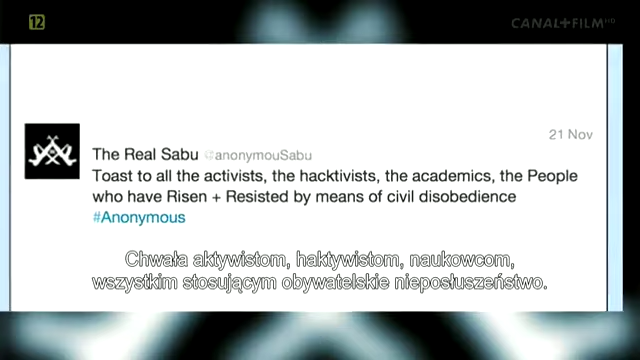 12
CANAL+FILM HD
21 Nov
The Real Sabu @anonymouSabu
Toast to all the activists, the hacktivists, the academics, the People
who have Risen + Resisted by means of civil disobedience
#Anonymous
Chwała aktywistom, haktywistom, naukowcom,
wszystkim stosującym obywatelskie nieposłuszeństwo.